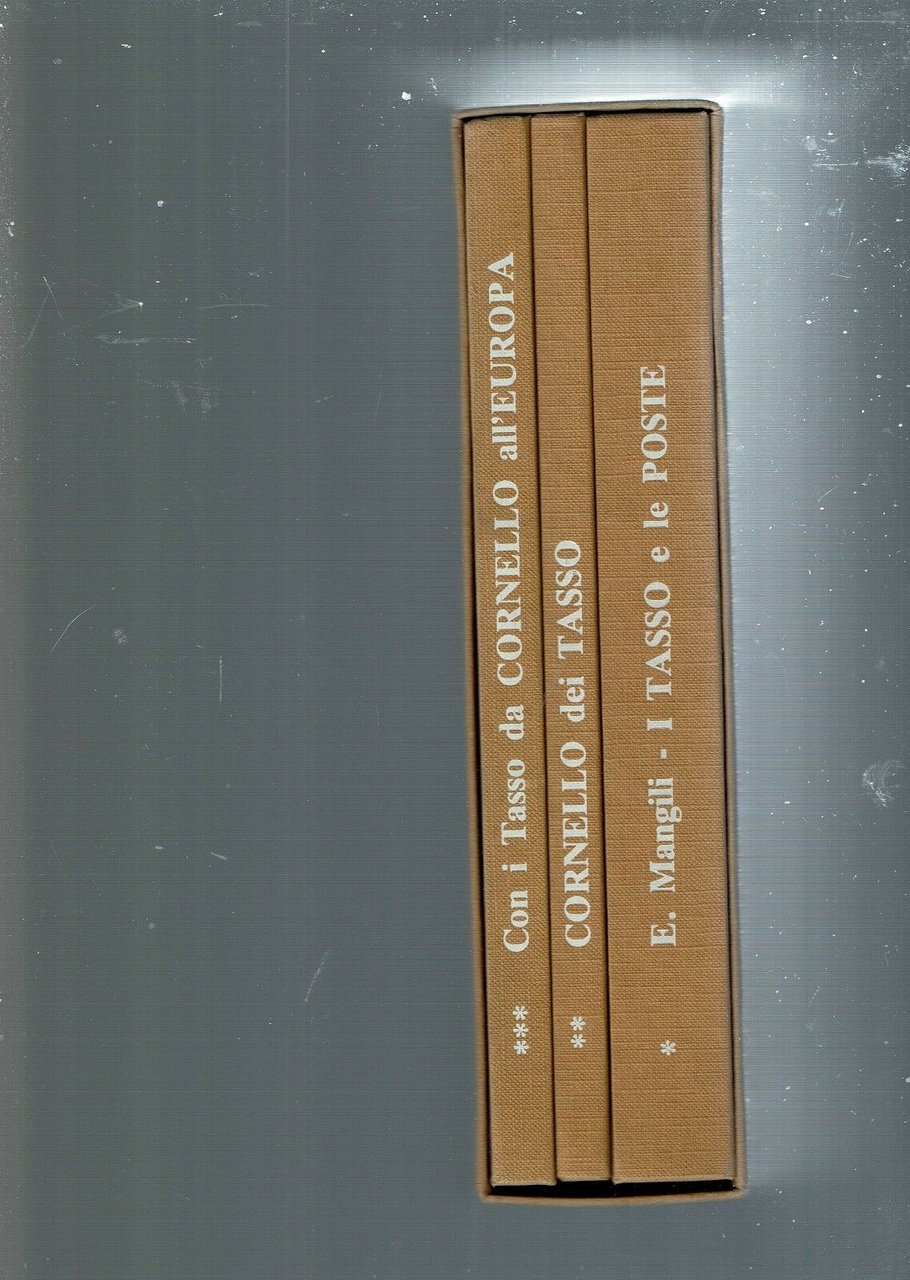 *** Con i Tasso da CORNELLO all'EUROPA
** CORNELLO dei TASSO
* E. Mangili - I TASSO e le POSTE